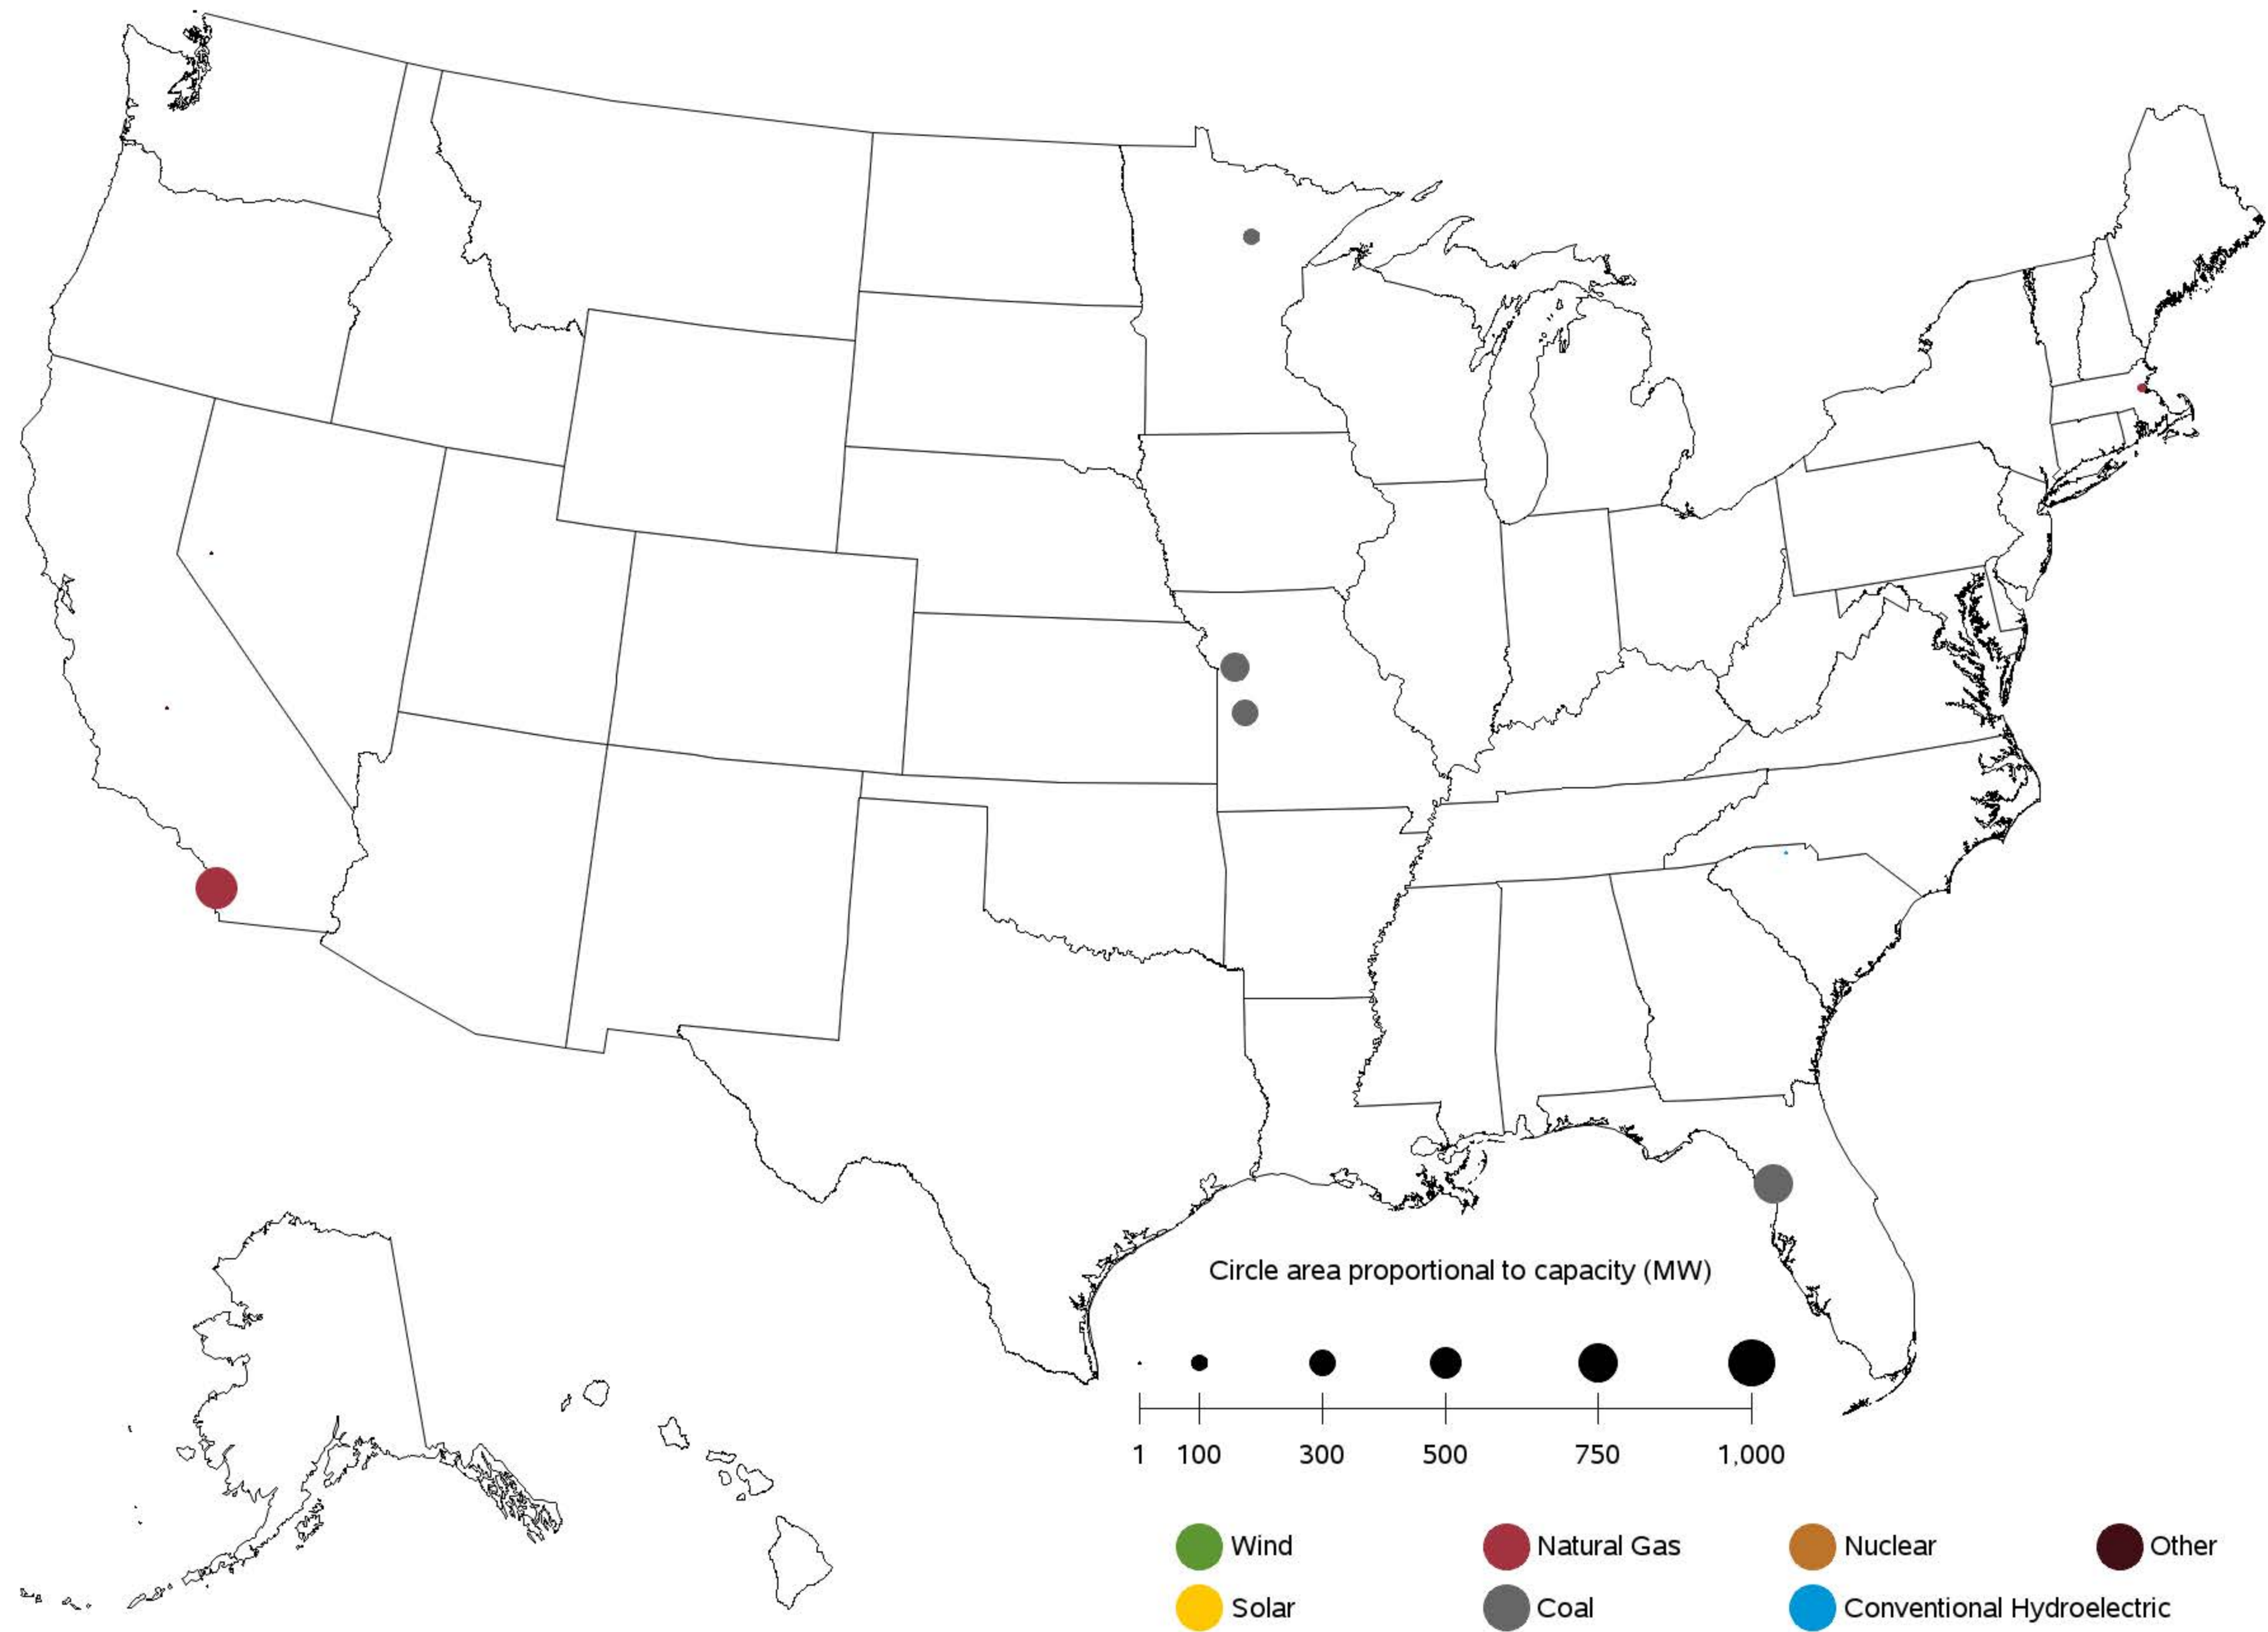 Circle area proportional to capacity (MW)
1 100 300 500 750 1,000
Wind Natural Gas Nuclear Other
Solar Coal Conventional Hydroelectric